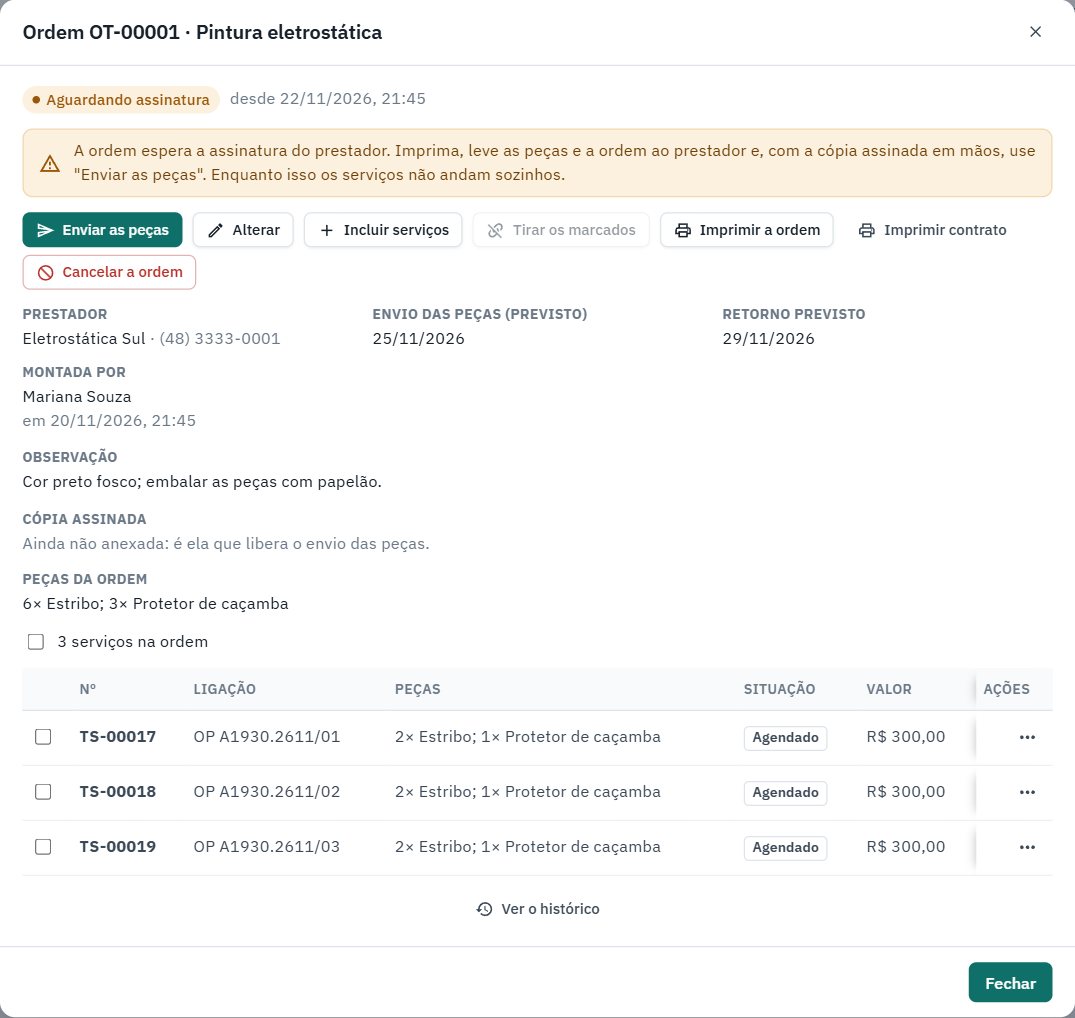 Ordem OT-00001 · Pintura eletrostática
Aguardando assinatura desde 22/11/2026, 21:45
A ordem espera a assinatura do prestador. Imprima, leve as peças e a ordem ao prestador e, com a cópia assinada em mãos, use
"Enviar as peças". Enquanto isso os serviços não andam sozinhos.
Enviar as peças Alterar Incluir serviços Tirar os marcados Imprimir a ordem Imprimir contrato
Cancelar a ordem
PRESTADOR ENVIO DAS PEÇAS (PREVISTO) RETORNO PREVISTO
Eletrostática Sul · (48) 3333-0001 25/11/2026 29/11/2026
MONTADA POR
Mariana Souza
em 20/11/2026, 21:45
OBSERVAÇÃO
Cor preto fosco; embalar as peças com papelão.
CÓPIA ASSINADA
Ainda não anexada: é ela que libera o envio das peças.
PEÇAS DA ORDEM
6× Estribo; 3× Protetor de caçamba
3 serviços na ordem
Nº LIGAÇÃO PEÇAS SITUAÇÃO VALOR AÇÕES
TS-00017 OP A1930.2611/01 2× Estribo; 1× Protetor de caçamba Agendado R$ 300,00
TS-00018 OP A1930.2611/02 2× Estribo; 1× Protetor de caçamba Agendado R$ 300,00
TS-00019 OP A1930.2611/03 2× Estribo; 1× Protetor de caçamba Agendado R$ 300,00
Ver o histórico
Fechar